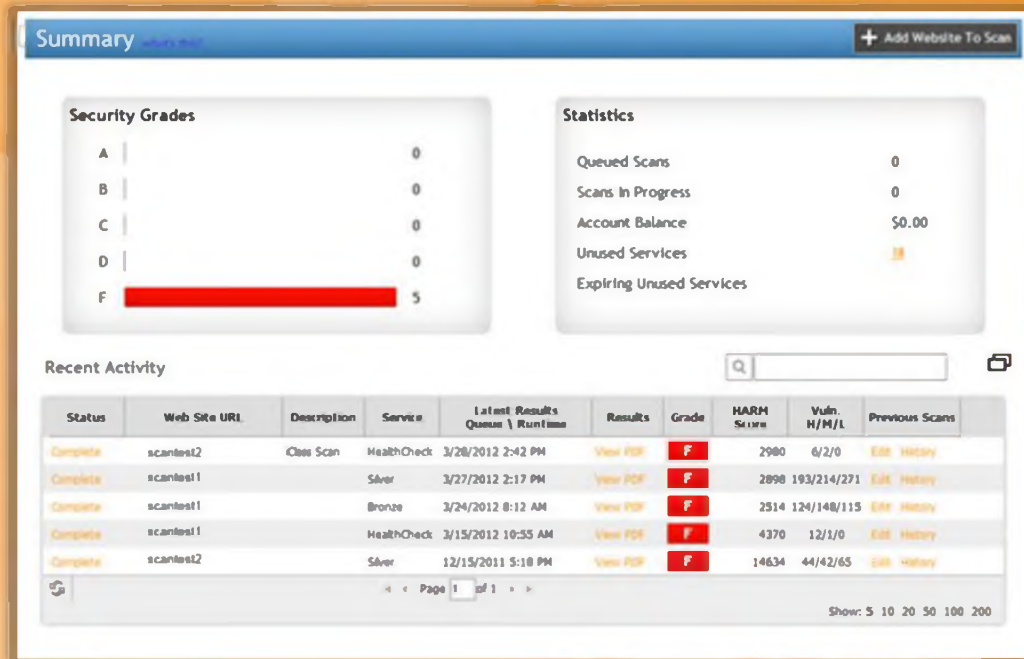 Summary what's this?
+ Add Website To Scan
Security Grades
A 0
B 0
C 0
D 0
F 5
Statistics
Queued Scans 0
Scans In Progress 0
Account Balance $0.00
Unused Services
Expiring Unused Services
Recent Activity
Status Web Site URL Description Service Latest Results Queue \ Runtime Results Grade HARM Score Vuln. H/M/L Previous Scans
Complete scantest2 Class Scan HealthCheck 3/28/2012 2:42 PM View PDF F 2980 6/2/0 Edit History
Complete scantest1 Silver 3/27/2012 2:17 PM View PDF F 2898 193/214/271 Edit History
Complete scantest1 Bronze 3/24/2012 8:12 AM View PDF F 2514 124/148/115 Edit History
Complete scantest1 HealthCheck 3/15/2012 10:55 AM View PDF F 4370 12/1/0 Edit History
Complete scantest2 Silver 12/15/2011 5:18 PM View PDF F 14634 44/42/65 Edit History
Page 1 of 1
Show: 5 10 20 50 100 200